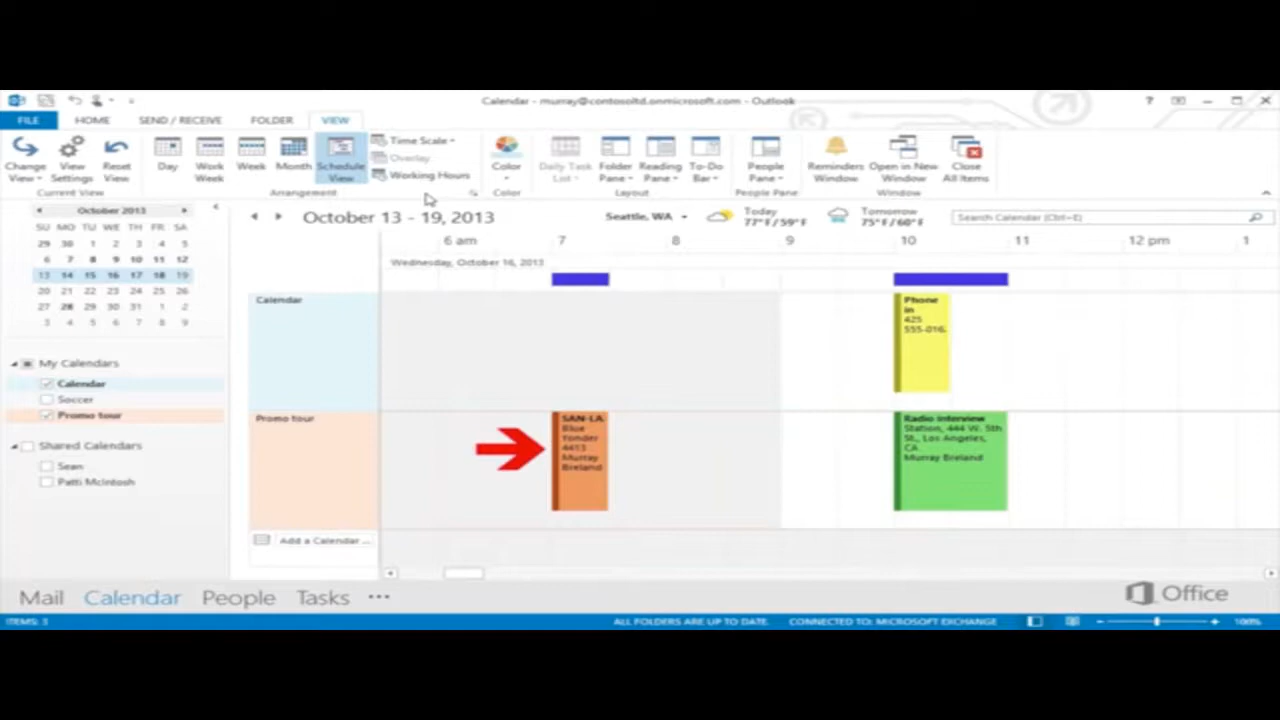 Calendar - murray@contosoltd.onmicrosoft.com - Outlook
FILE HOME SEND / RECEIVE FOLDER VIEW
Change View View Settings Reset View
Current View
Day Work Week Week Month Schedule View
Time Scale
Overlay
Working Hours
Arrangement
Color
Color
Daily Task List Folder Pane Reading Pane To-Do Bar
Layout
People Pane
People Pane
Reminders Window Open in New Window Close All Items
Window
October 2013
SU MO TU WE TH FR SA
29 30 1 2 3 4 5
6 7 8 9 10 11 12
13 14 15 16 17 18 19
20 21 22 23 24 25 26
27 28 29 30 31 1 2
3 4 5 6 7 8 9
My Calendars
Calendar
Soccer
Promo tour
Shared Calendars
Sean
Patti McIntosh
October 13 - 19, 2013
Seattle, WA
Today
77°F/59°F
Tomorrow
75°F/60°F
Search Calendar (Ctrl+E)
6 am 7 8 9 10 11 12 pm 1
Wednesday, October 16, 2013
Calendar
Phone
in
425
555-016
Promo tour
SAN-LA
Blue
Yonder
4413
Murray
Breland
Radio interview
Station, 444 W. 5th
St., Los Angeles,
CA
Murray Breland
Add a Calendar ...
Mail Calendar People Tasks •••
Office
ITEMS: 3
ALL FOLDERS ARE UP TO DATE. CONNECTED TO: MICROSOFT EXCHANGE
100%